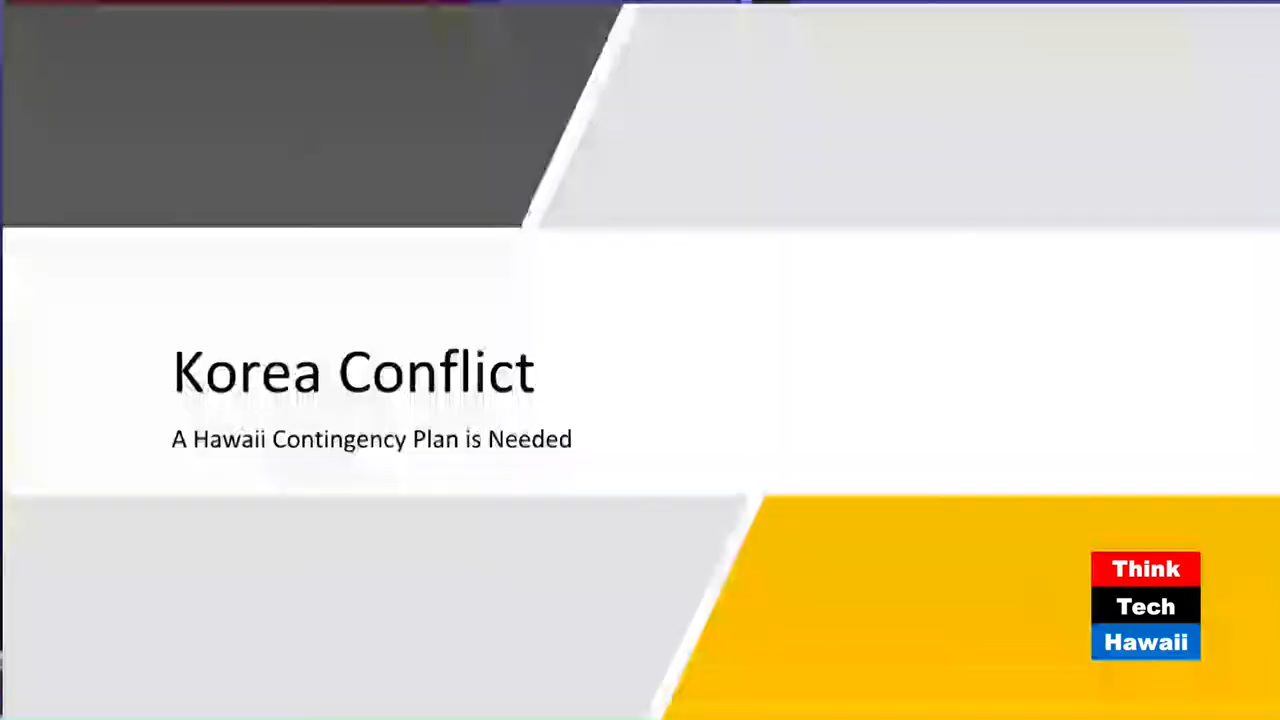 Korea Conflict
A Hawaii Contingency Plan is Needed
Think
Tech
Hawaii